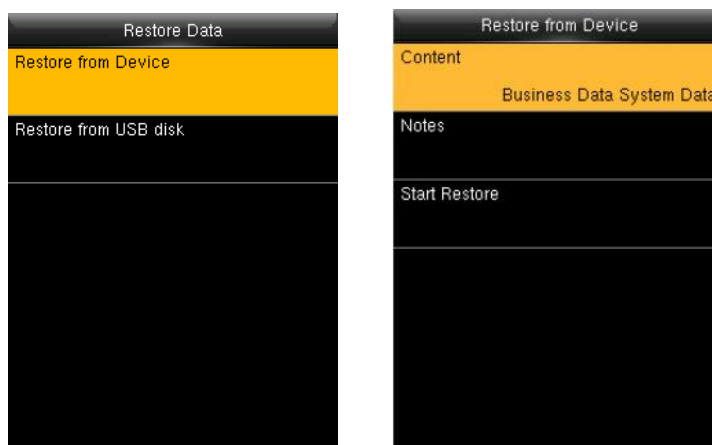 Restore Data
Restore from Device
Restore from USB disk
Restore from Device
Content
Business Data System Data
Notes
Start Restore